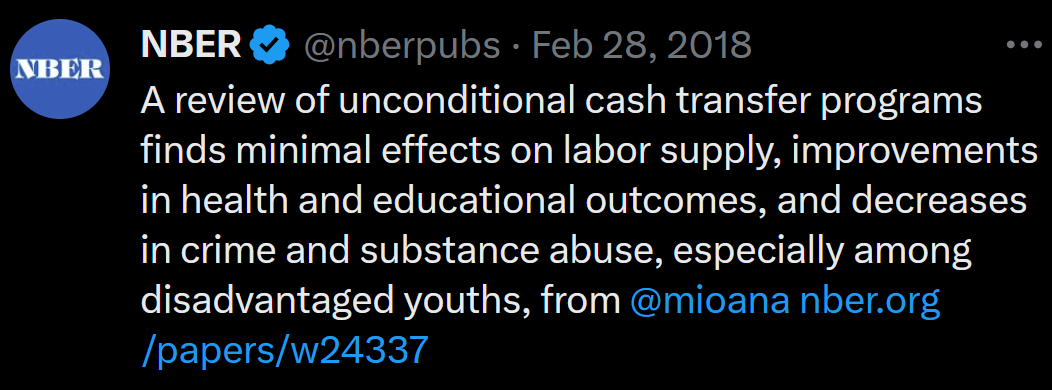 NBER
NBER @nberpubs · Feb 28, 2018
A review of unconditional cash transfer programs
finds minimal effects on labor supply, improvements
in health and educational outcomes, and decreases
in crime and substance abuse, especially among
disadvantaged youths, from @mioana nber.org
/papers/w24337